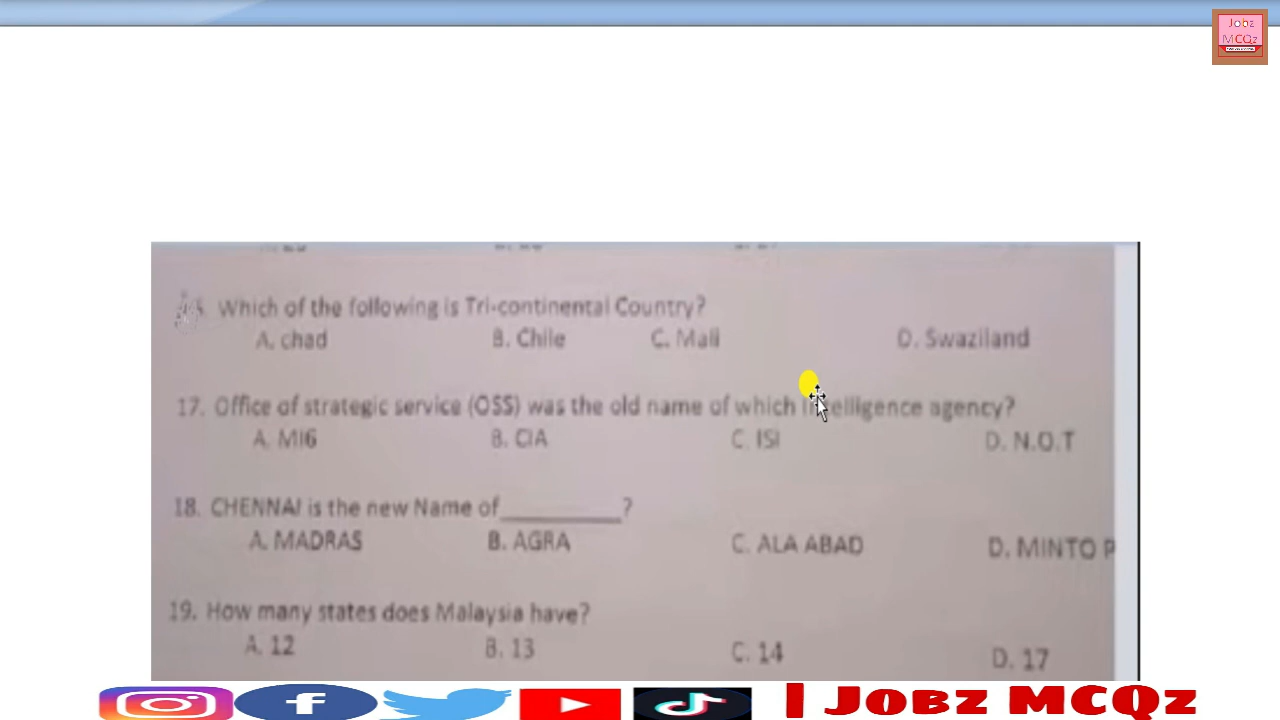 Jobz
MCQz
Which of the following is Tri-continental Country?
A. chad B. Chile C. Mali D. Swaziland
17. Office of strategic service (OSS) was the old name of which Intelligence agency?
A. MI6 B. CIA C. ISI D. N.O.T
18. CHENNAI is the new Name of__________?
A. MADRAS B. AGRA C. ALA ABAD D. MINTO P
19. How many states does Malaysia have?
A. 12 B. 13 C. 14 D. 17
| Jobz MCQz